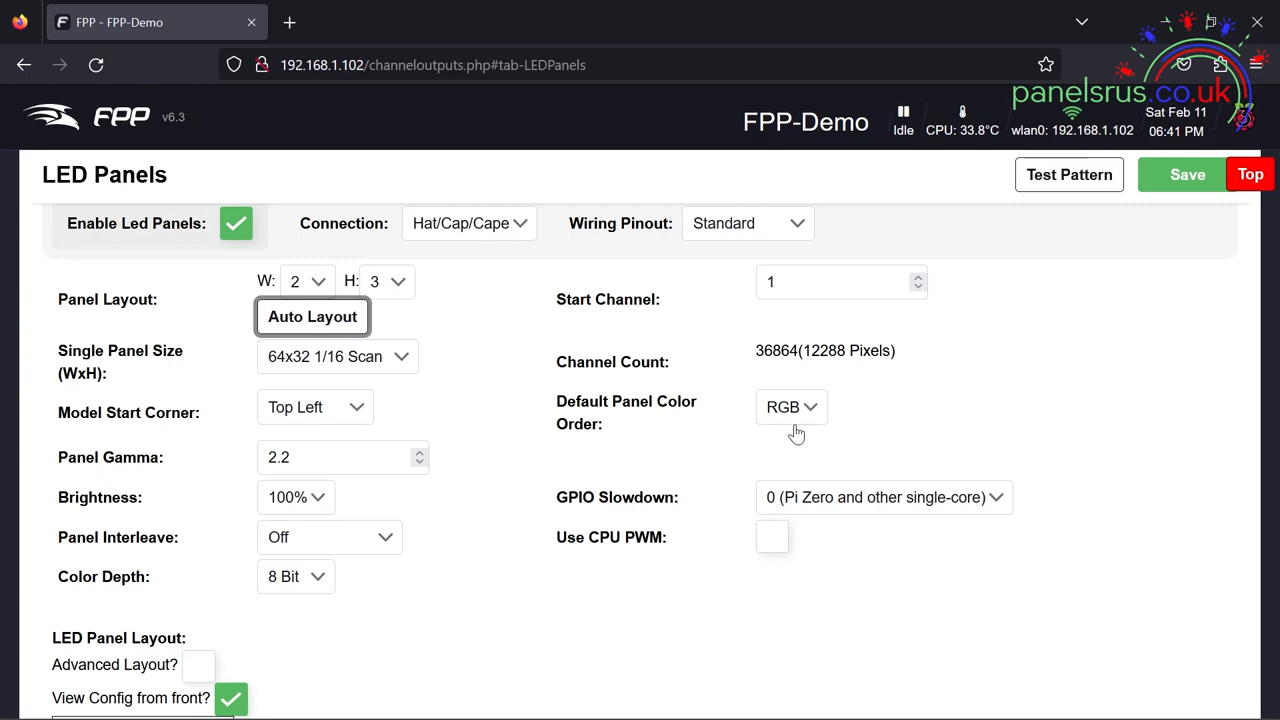 FPP - FPP-Demo
192.168.1.102/channeloutputs.php#tab-LEDPanels
panelsrus.co.uk
FPP v6.3
FPP-Demo
Idle
CPU: 33.8°C
wlan0: 192.168.1.102
Sat Feb 11
06:41 PM
LED Panels
Test Pattern
Save
Top
Enable Led Panels:
Connection: Hat/Cap/Cape
Wiring Pinout: Standard
Panel Layout: W: 2 H: 3
Auto Layout
Start Channel: 1
Single Panel Size
(WxH): 64x32 1/16 Scan
Channel Count: 36864(12288 Pixels)
Model Start Corner: Top Left
Default Panel Color
Order: RGB
Panel Gamma: 2.2
Brightness: 100%
GPIO Slowdown: 0 (Pi Zero and other single-core)
Panel Interleave: Off
Use CPU PWM:
Color Depth: 8 Bit
LED Panel Layout:
Advanced Layout?
View Config from front?